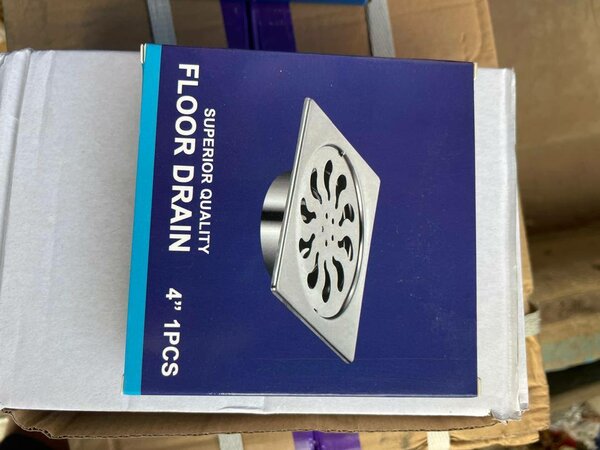 SUPERIOR QUALITY
FLOOR DRAIN 4” 1PCS